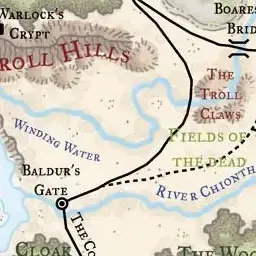 Warlock's
Crypt
Boares
Brid
Troll Hills
The
Troll
Claws
Winding Water
Fields of
the Dead
Baldur's
Gate
River Chionth
The Co
Cloak
The Woo